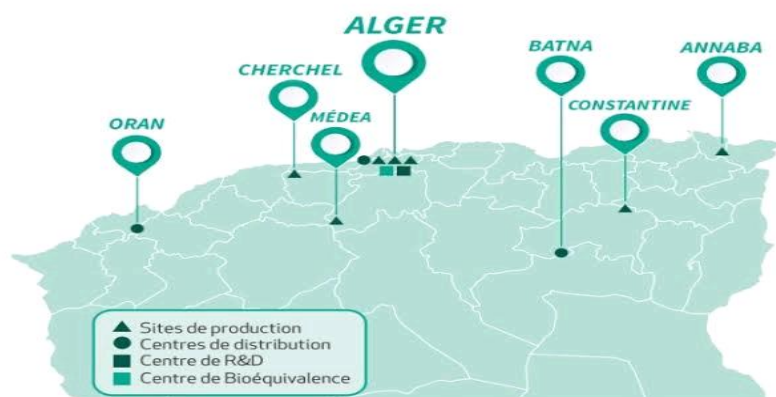 ALGER
BATNA
ANNABA
CHERCHEL
CONSTANTINE
MÉDEA
ORAN
Sites de production
Centres de distribution
Centre de R&D
Centre de Bioéquivalence